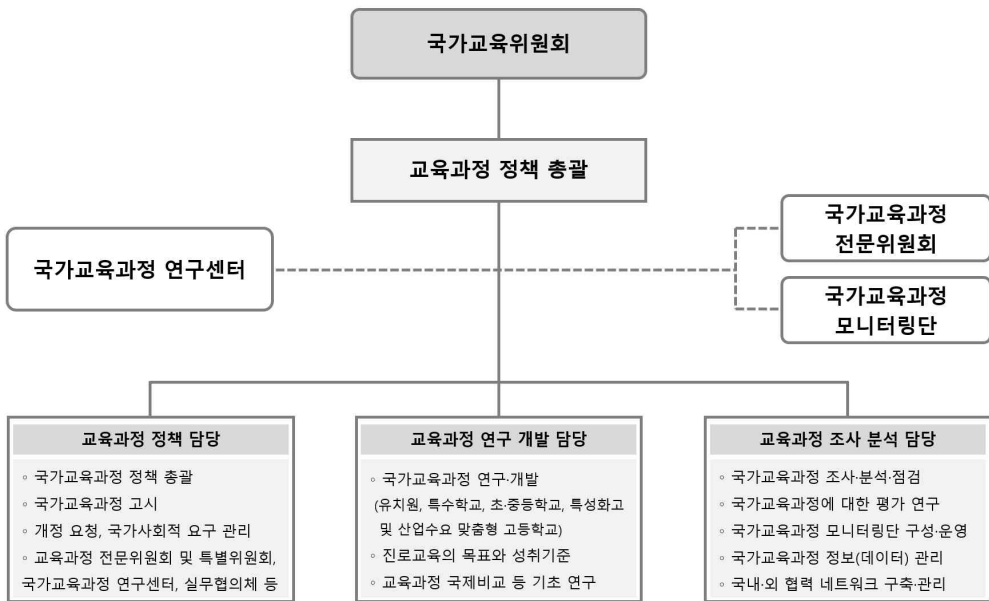 국가교육위원회
교육과정 정책 총괄
국가교육과정
전문위원회
국가교육과정 연구센터
국가교육과정
모니터링단
교육과정 정책 담당
◦ 국가교육과정 정책 총괄
◦ 국가교육과정 고시
◦ 개정 요청, 국가사회적 요구 관리
◦ 교육과정 전문위원회 및 특별위원회,
국가교육과정 연구센터, 실무협의체 등
교육과정 연구 개발 담당
◦ 국가교육과정 연구·개발
(유치원, 특수학교, 초·중등학교, 특성화고
및 산업수요 맞춤형 고등학교)
◦ 진로교육의 목표와 성취기준
◦ 교육과정 국제비교 등 기초 연구
교육과정 조사 분석 담당
◦ 국가교육과정 조사·분석·점검
◦ 국가교육과정에 대한 평가 연구
◦ 국가교육과정 모니터링단 구성·운영
◦ 국가교육과정 정보(데이터) 관리
◦ 국내·외 협력 네트워크 구축·관리